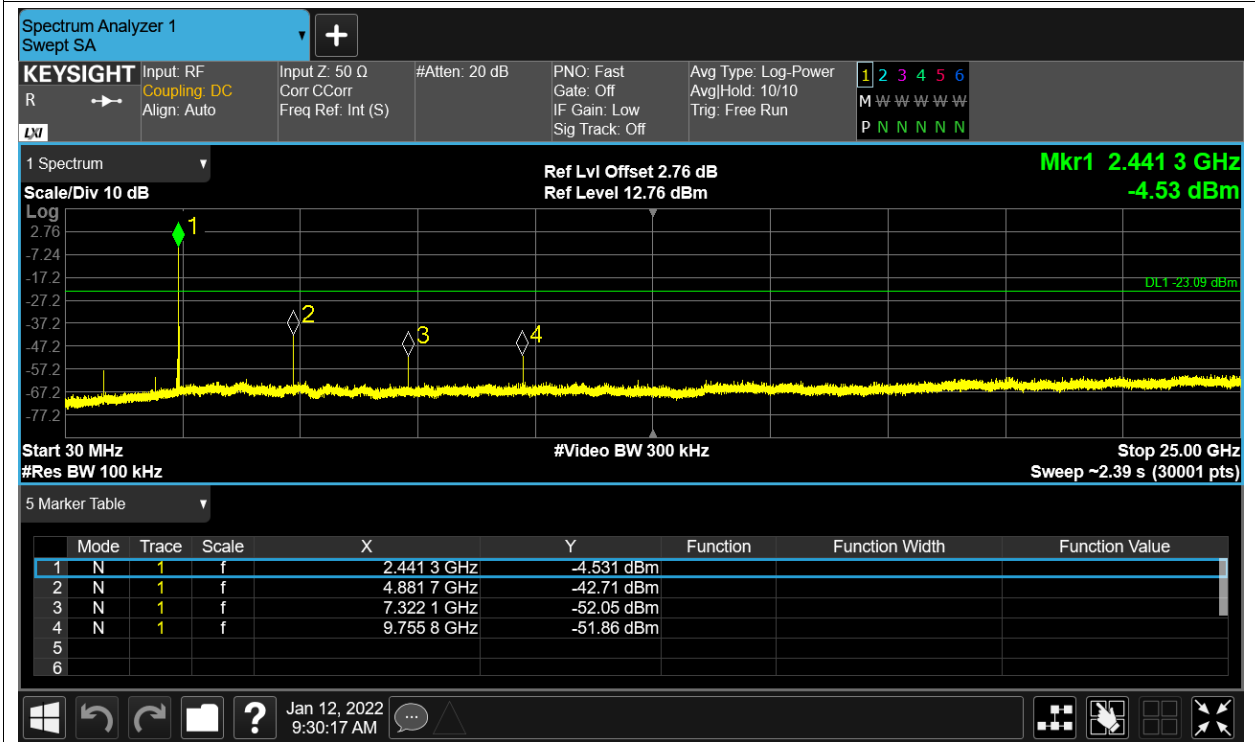 Spectrum Analyzer 1
Swept SA
KEYSIGHT
R
LXI
Input: RF
Coupling: DC
Align: Auto
Input Z: 50 Ω
Corr CCorr
Freq Ref: Int (S)
#Atten: 20 dB
PNO: Fast
Gate: Off
IF Gain: Low
Sig Track: Off
Avg Type: Log-Power
Avg|Hold: 10/10
Trig: Free Run
1 2 3 4 5 6
M W W W W W
P N N N N N
1 Spectrum
Scale/Div 10 dB
Ref Lvl Offset 2.76 dB
Ref Level 12.76 dBm
Mkr1 2.441 3 GHz
-4.53 dBm
Log
2.76
-7.24
-17.2
-27.2
-37.2
-47.2
-57.2
-67.2
-77.2
1
2
3
4
DL1 -23.09 dBm
Start 30 MHz
#Video BW 300 kHz
Stop 25.00 GHz
#Res BW 100 kHz
Sweep ~2.39 s (30001 pts)
5 Marker Table
Mode Trace Scale X Y Function Function Width Function Value
1 N 1 f 2.441 3 GHz -4.531 dBm
2 N 1 f 4.881 7 GHz -42.71 dBm
3 N 1 f 7.322 1 GHz -52.05 dBm
4 N 1 f 9.755 8 GHz -51.86 dBm
5
6
?
Jan 12, 2022
9:30:17 AM